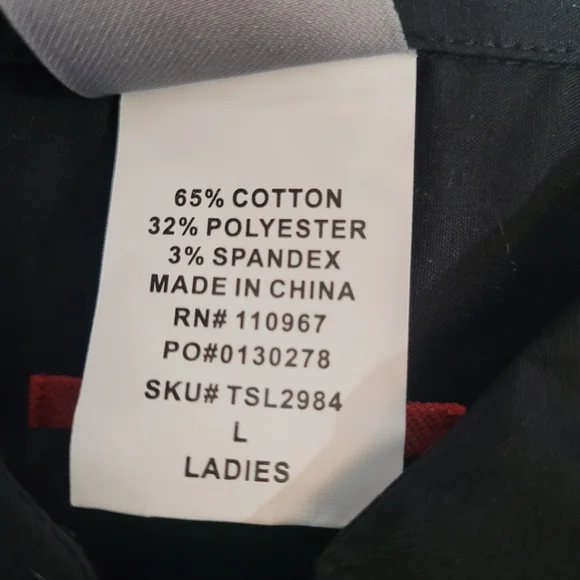 65% COTTON
32% POLYESTER
3% SPANDEX
MADE IN CHINA
RN# 110967
PO#0130278
SKU# TSL2984
L
LADIES